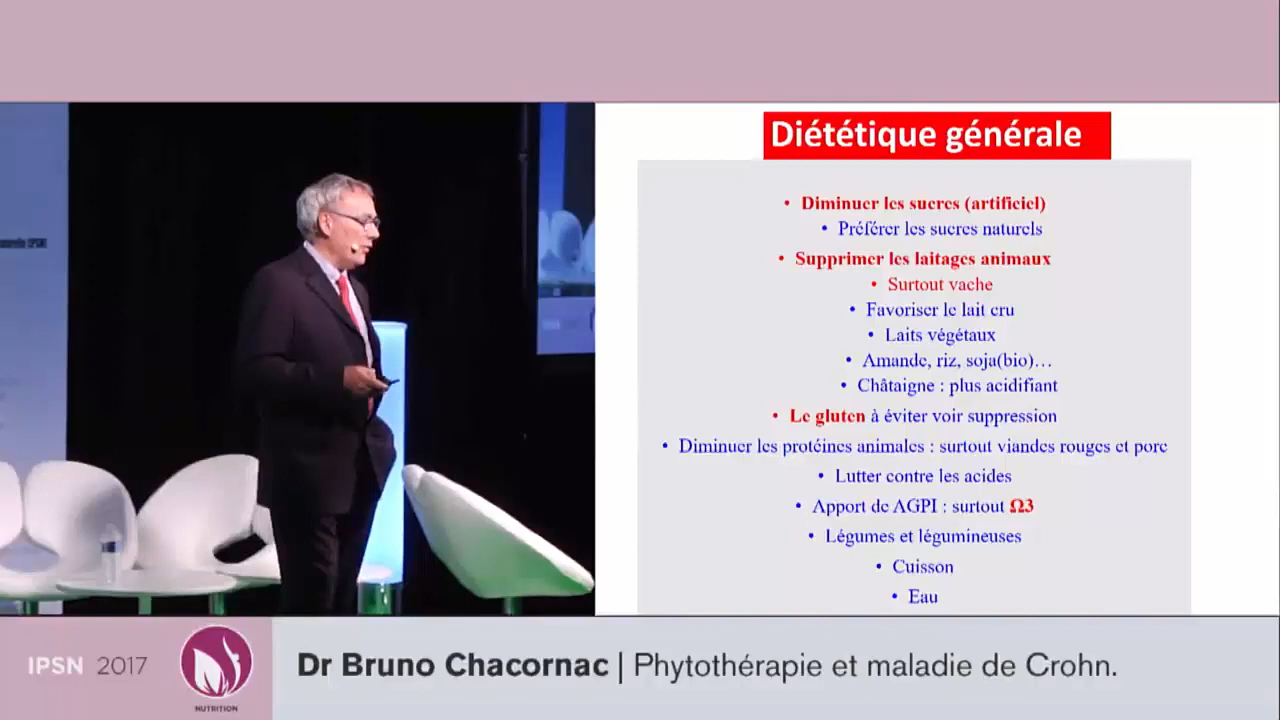 Diététique générale
• Diminuer les sucres (artificiel)
• Préférer les sucres naturels
• Supprimer les laitages animaux
• Surtout vache
• Favoriser le lait cru
• Laits végétaux
• Amande, riz, soja(bio)…
• Châtaigne : plus acidifiant
• Le gluten à éviter voir suppression
• Diminuer les protéines animales : surtout viandes rouges et porc
• Lutter contre les acides
• Apport de AGPI : surtout Ω3
• Légumes et légumineuses
• Cuisson
• Eau
IPSN 2017
NUTRITION
Dr Bruno Chacornac | Phytothérapie et maladie de Crohn.